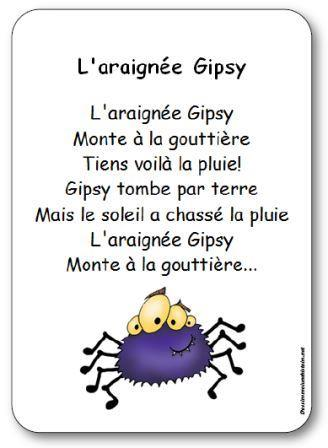 L'araignée Gipsy
L'araignée Gipsy
Monte à la gouttière
Tiens voilà la pluie!
Gipsy tombe par terre
Mais le soleil a chassé la pluie
L'araignée Gipsy
Monte à la gouttière...